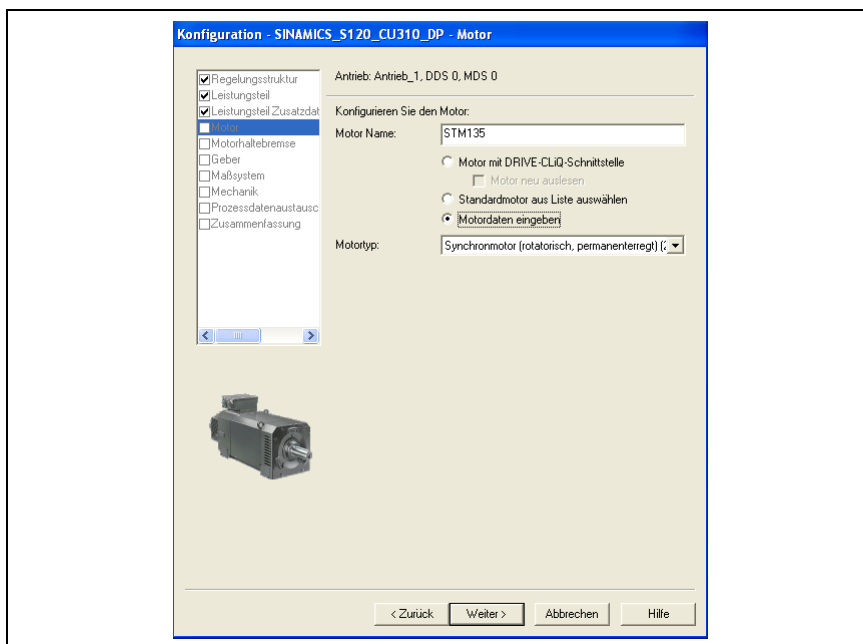 Konfiguration - SINAMICS_S120_CU310_DP - Motor
Regelungsstruktur
Leistungsteil
Leistungsteil Zusatzdat
Motor
Motorhaltebremse
Geber
Maßsystem
Mechanik
Prozessdatenaustausc
Zusammenfassung
Antrieb: Antrieb_1, DDS 0, MDS 0
Konfigurieren Sie den Motor:
Motor Name: STM135
Motor mit DRIVE-CLiQ-Schnittstelle
Motor neu auslesen
Standardmotor aus Liste auswählen
Motordaten eingeben
Motortyp: Synchronmotor (rotatorisch, permanenterregt) (2
< Zurück Weiter > Abbrechen Hilfe